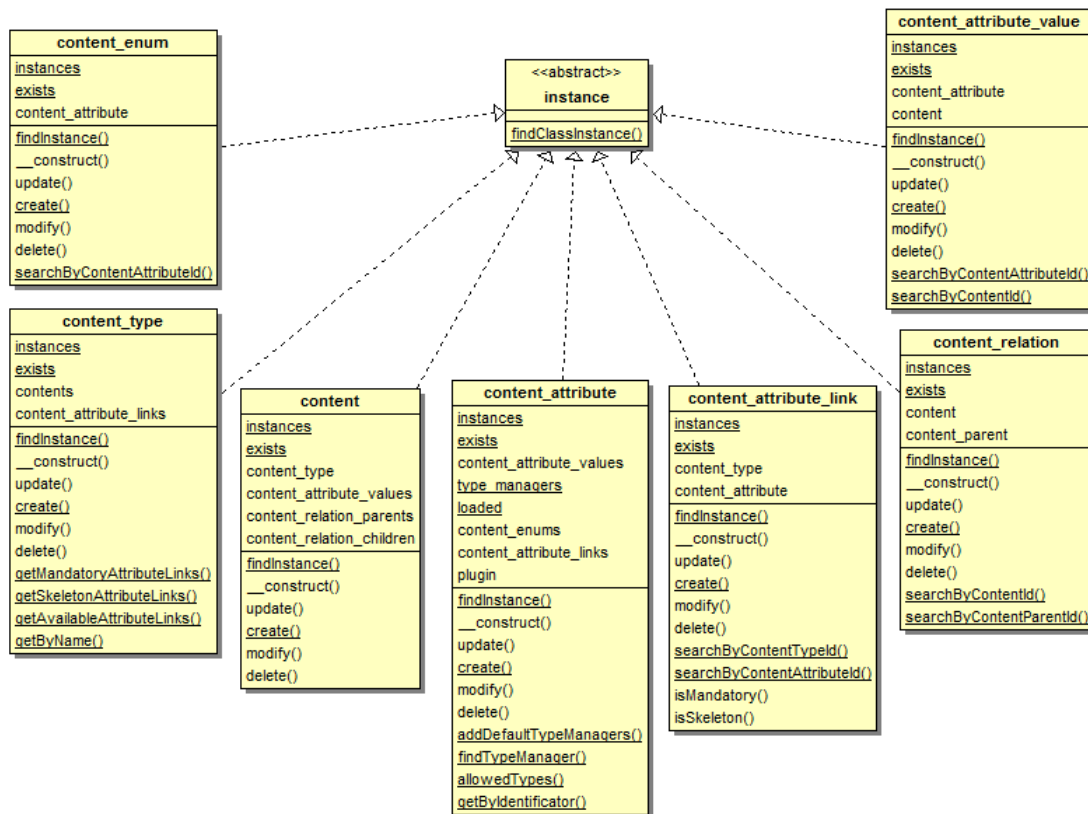 content_enum
instances
exists
content_attribute
findInstance()
__construct()
update()
create()
modify()
delete()
searchByContentAttributeId()
<<abstract>>
instance
findClassInstance()
content_attribute_value
instances
exists
content_attribute
content
findInstance()
__construct()
update()
create()
modify()
delete()
searchByContentAttributeId()
searchByContentId()
content_type
instances
exists
contents
content_attribute_links
findInstance()
__construct()
update()
create()
modify()
delete()
getMandatoryAttributeLinks()
getSkeletonAttributeLinks()
getAvailableAttributeLinks()
getByName()
content
instances
exists
content_type
content_attribute_values
content_relation_parents
content_relation_children
findInstance()
__construct()
update()
create()
modify()
delete()
content_attribute
instances
exists
content_attribute_values
type_managers
loaded
content_enums
content_attribute_links
plugin
findInstance()
__construct()
update()
create()
modify()
delete()
addDefaultTypeManagers()
findTypeManager()
allowedTypes()
getByIdentificator()
content_attribute_link
instances
exists
content_type
content_attribute
findInstance()
__construct()
update()
create()
modify()
delete()
searchByContentTypeId()
searchByContentAttributeId()
isMandatory()
isSkeleton()
content_relation
instances
exists
content
content_parent
findInstance()
__construct()
update()
create()
modify()
delete()
searchByContentId()
searchByContentParentId()